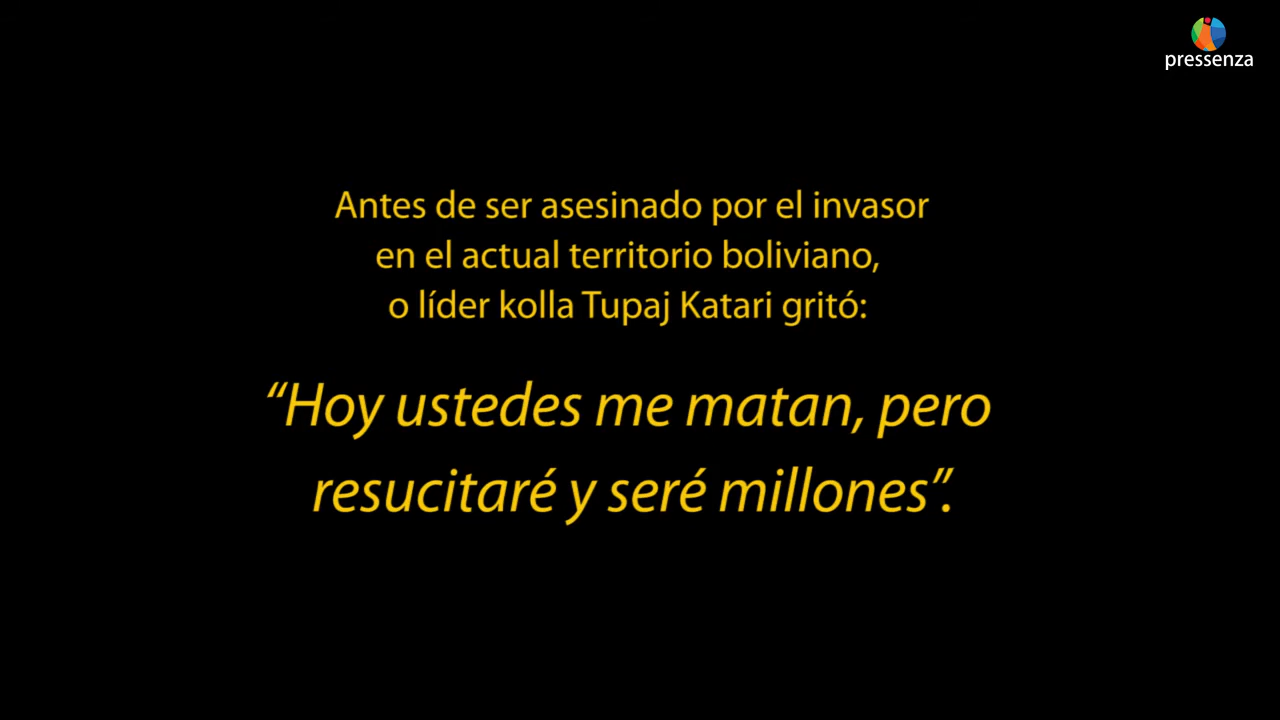 pressenza
Antes de ser asesinado por el invasor
en el actual territorio boliviano,
o líder kolla Tupaj Katari gritó:
“Hoy ustedes me matan, pero
resucitaré y seré millones”.